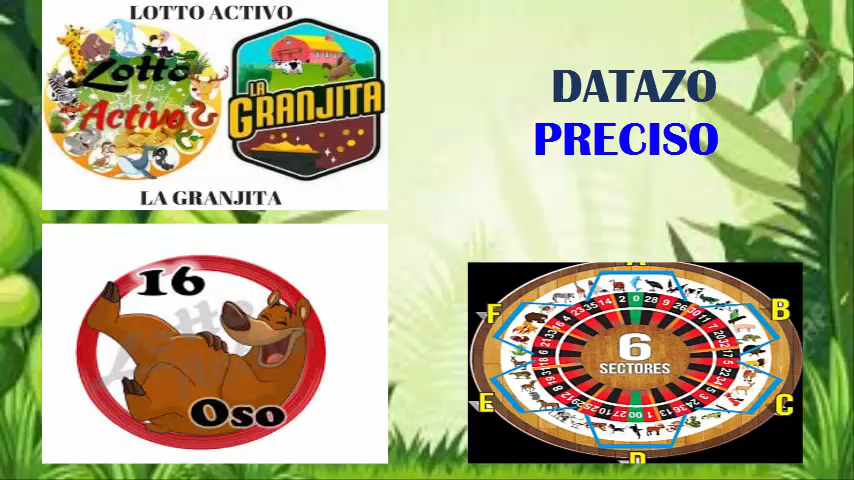 LOTTO ACTIVO
Lotto
Activo
LA
GRANJITA
LA GRANJITA
DATAZO
PRECISO
16
Oso
A
B
C
D
E
F
6
SECTORES